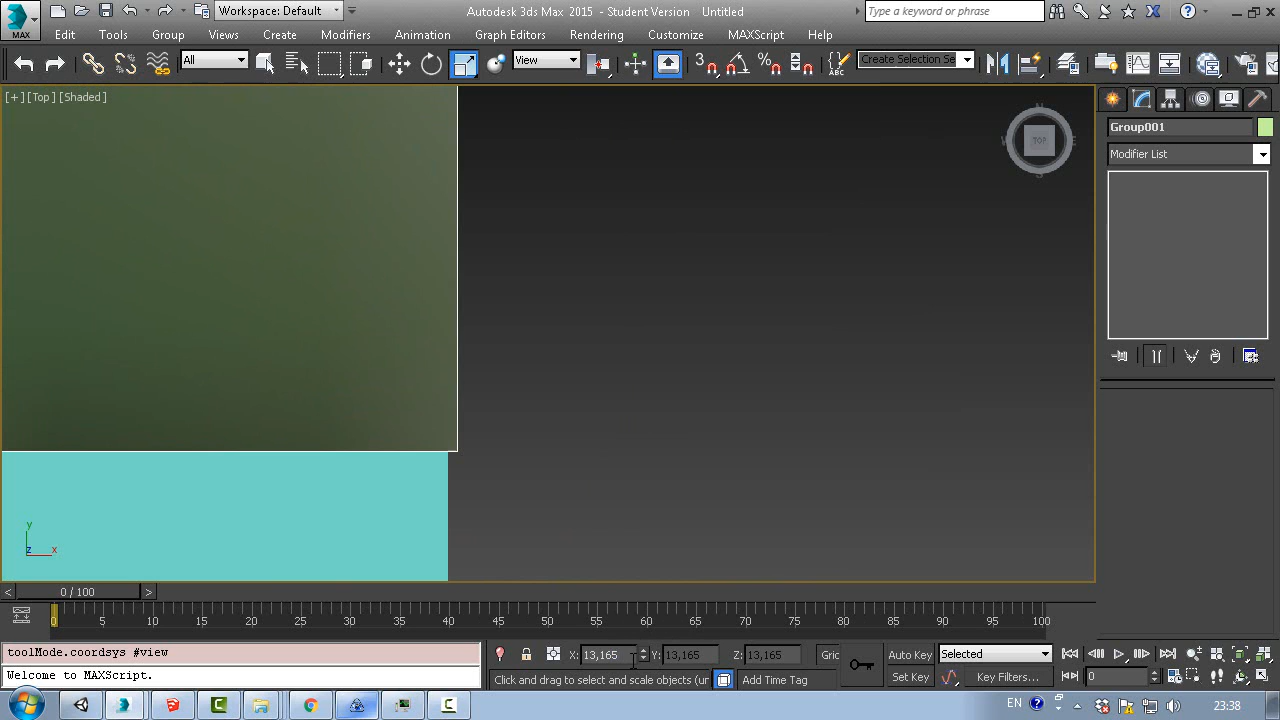 Workspace: Default
Autodesk 3ds Max 2015 - Student Version Untitled
Type a keyword or phrase
MAX
Edit Tools Group Views Create Modifiers Animation Graph Editors Rendering Customize MAXScript Help
All
View
3
ABC
Create Selection Se
[+] [Top] [Shaded]
N
TOP
S
Group001
Modifier List
y
z x
< 0 / 100 >
0 5 10 15 20 25 30 35 40 45 50 55 60 65 70 75 80 85 90 95 100
toolMode.coordsys #view
Welcome to MAXScript.
X: 13,165 Y: 13,165 Z: 13,165 Gric
Auto Key Selected
Click and drag to select and scale objects (ur
Add Time Tag
Set Key Key Filters... 0
EN 23:38